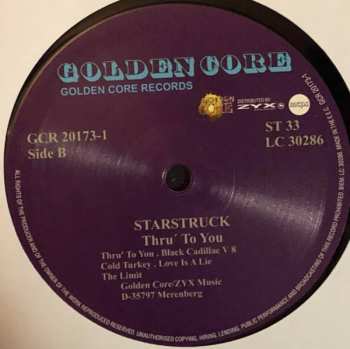 GOLDEN CORE
GOLDEN CORE RECORDS
DISTRIBUTED BY
ZYX
GCR 20173-1
Side B
ST 33
LC 30286
STARSTRUCK
Thru´ To You
Thru' To You . Black Cadillac V 8
Cold Turkey . Love Is A Lie
The Limit
Golden Core/ZYX Music
D-35797 Merenberg
ALL RIGHTS OF THE PRODUCER AND OF THE OWNER OF THE WORK REPRODUCED RESERVED. UNAUTHORISED COPYING, HIRING, LENDING, PUBLIC PERFORMANCE AND BROADCASTING OF THIS RECORD PROHIBITED.
GCR 20173-1